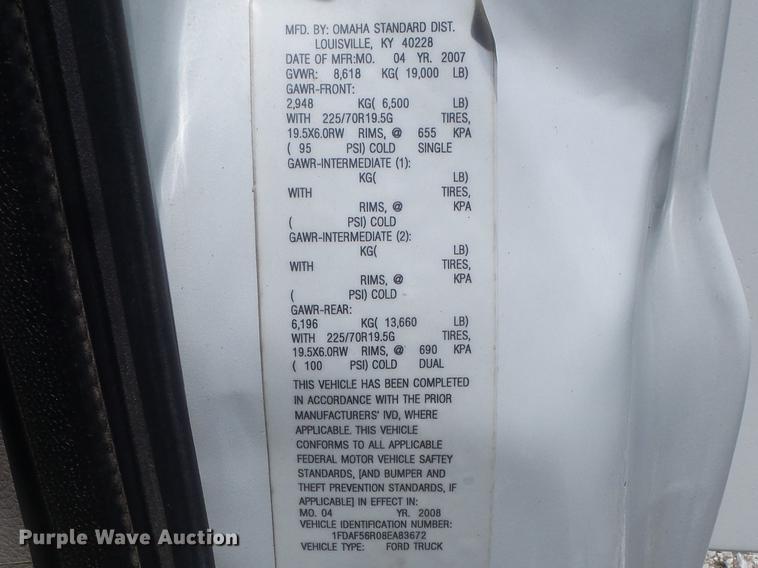 MFD. BY: OMAHA STANDARD DIST.
LOUISVILLE, KY 40228
DATE OF MFR:MO. 04 YR. 2007
GVWR: 8,618 KG( 19,000 LB)
GAWR-FRONT:
2,948 KG( 6,500 LB)
WITH 225/70R19.5G TIRES,
19.5X6.0RW RIMS, @ 655 KPA
( 95 PSI) COLD SINGLE
GAWR-INTERMEDIATE (1):
KG( LB)
WITH TIRES,
RIMS, @ KPA
( PSI) COLD
GAWR-INTERMEDIATE (2):
KG( LB)
WITH TIRES,
RIMS, @ KPA
( PSI) COLD
GAWR-REAR:
6,196 KG( 13,660 LB)
WITH 225/70R19.5G TIRES,
19.5X6.0RW RIMS, @ 690 KPA
( 100 PSI) COLD DUAL
THIS VEHICLE HAS BEEN COMPLETED
IN ACCORDANCE WITH THE PRIOR
MANUFACTURERS' IVD, WHERE
APPLICABLE. THIS VEHICLE
CONFORMS TO ALL APPLICABLE
FEDERAL MOTOR VEHICLE SAFTEY
STANDARDS, [AND BUMPER AND
THEFT PREVENTION STANDARDS, IF
APPLICABLE] IN EFFECT IN:
MO. 04 YR. 2008
VEHICLE IDENTIFICATION NUMBER:
1FDAF56R08EA83672
VEHICLE TYPE: FORD TRUCK
Purple Wave Auction